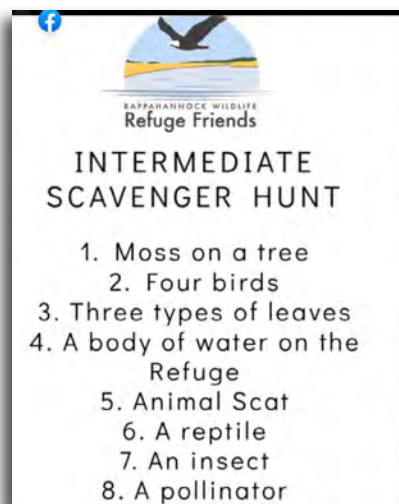 RAPPAHANNOCK WILDLIFE
Refuge Friends
INTERMEDIATE
SCAVENGER HUNT
1. Moss on a tree
2. Four birds
3. Three types of leaves
4. A body of water on the
Refuge
5. Animal Scat
6. A reptile
7. An insect
8. A pollinator